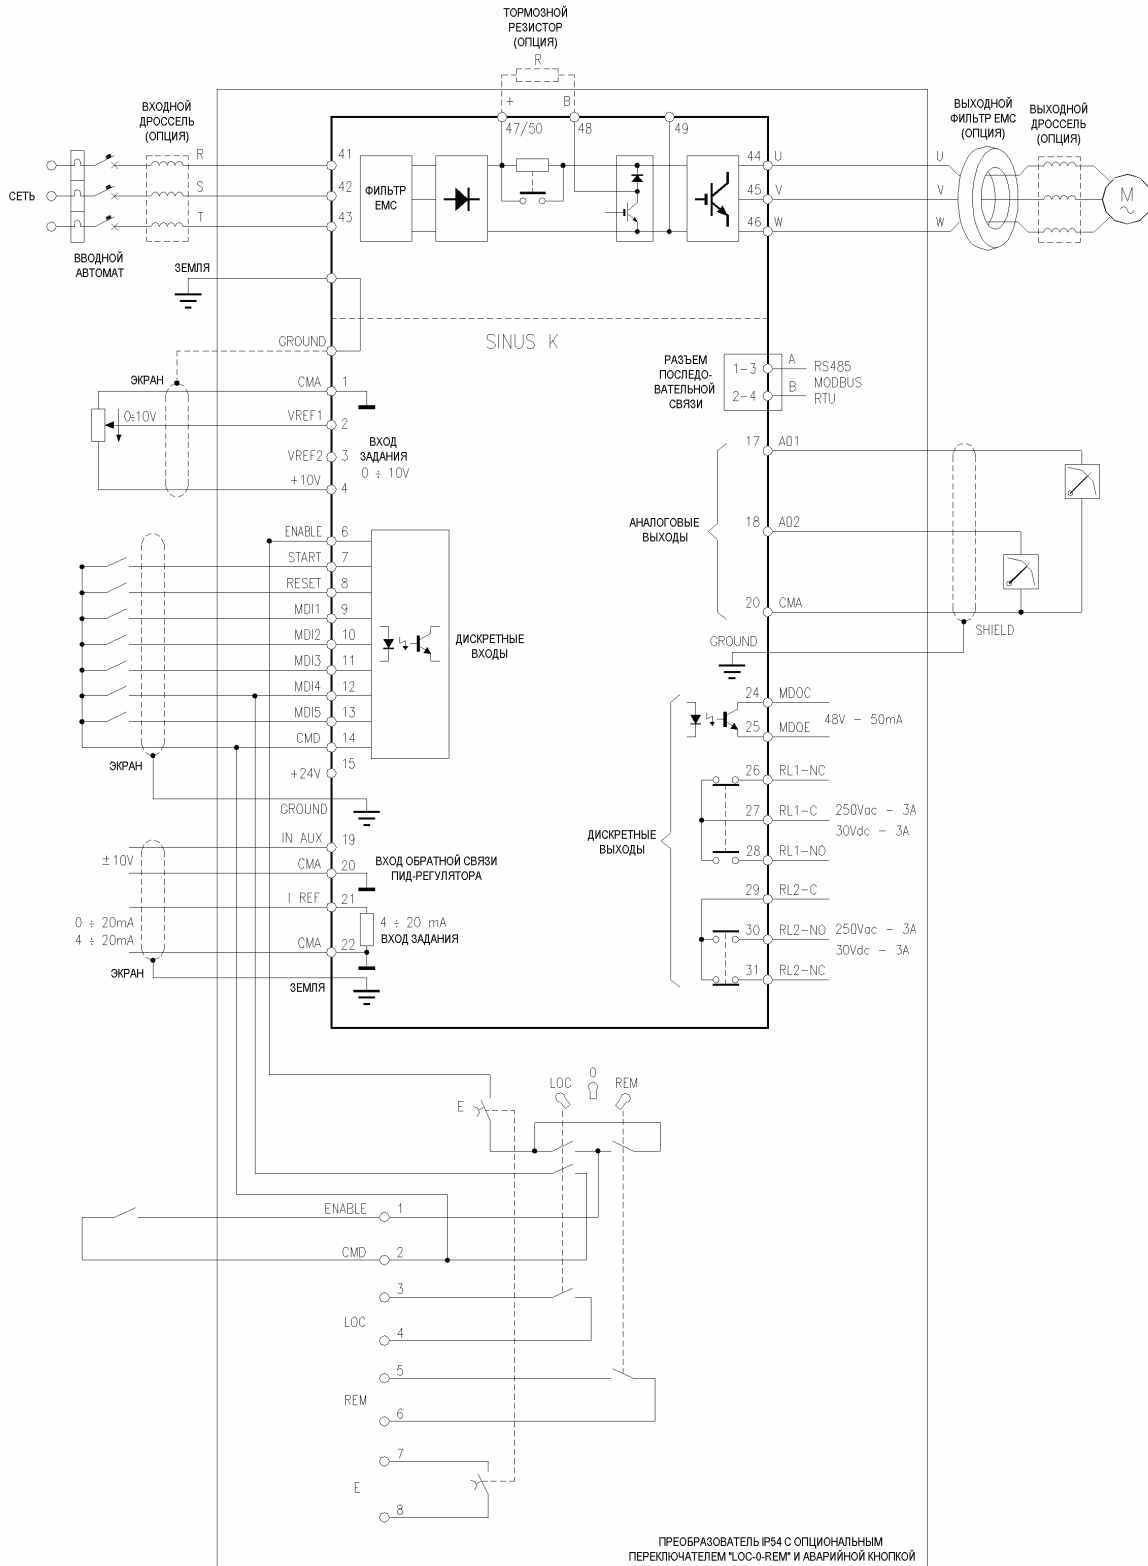 ТОРМОЗНОЙ
РЕЗИСТОР
(ОПЦИЯ)
R
+
B
47/50
48
49
ВХОДНОЙ
ДРОССЕЛЬ
(ОПЦИЯ)
ВЫХОДНОЙ
ФИЛЬТР EMC
(ОПЦИЯ)
ВЫХОДНОЙ
ДРОССЕЛЬ
(ОПЦИЯ)
СЕТЬ
R
S
T
41
42
43
ФИЛЬТР
EMC
44 U
45 V
46 W
U
V
W
M
~
ВВОДНОЙ
АВТОМАТ
ЗЕМЛЯ
GROUND
SINUS K
ЭКРАН
0÷10V
CMA 1
VREF1 2
VREF2 3
+10V 4
ВХОД
ЗАДАНИЯ
0 ÷ 10V
РАЗЪЕМ
ПОСЛЕДО-
ВАТЕЛЬНОЙ
СВЯЗИ
1-3
2-4
A
B
RS485
MODBUS
RTU
17 AO1
18 AO2
20 CMA
АНАЛОГОВЫЕ
ВЫХОДЫ
GROUND
SHIELD
ENABLE 6
START 7
RESET 8
MDI1 9
MDI2 10
MDI3 11
MDI4 12
MDI5 13
CMD 14
+24V 15
ДИСКРЕТНЫЕ
ВХОДЫ
ЭКРАН
GROUND
24 MDOC
25 MDOE
48V - 50mA
26 RL1-NC
27 RL1-C
28 RL1-NO
250Vac - 3A
30Vdc - 3A
ДИСКРЕТНЫЕ
ВЫХОДЫ
29 RL2-C
30 RL2-NO
31 RL2-NC
250Vac - 3A
30Vdc - 3A
±10V
IN AUX 19
CMA 20
ВХОД ОБРАТНОЙ СВЯЗИ
ПИД-РЕГУЛЯТОРА
I REF 21
0 ÷ 20mA
4 ÷ 20mA
4 ÷ 20 mA
ВХОД ЗАДАНИЯ
CMA 22
ЭКРАН
ЗЕМЛЯ
E
LOC
0
REM
ENABLE 1
CMD 2
3
LOC
4
5
REM
6
7
E
8
ПРЕОБРАЗОВАТЕЛЬ IP54 С ОПЦИОНАЛЬНЫМ
ПЕРЕКЛЮЧАТЕЛЕМ "LOC-0-REM" И АВАРИЙНОЙ КНОПКОЙ